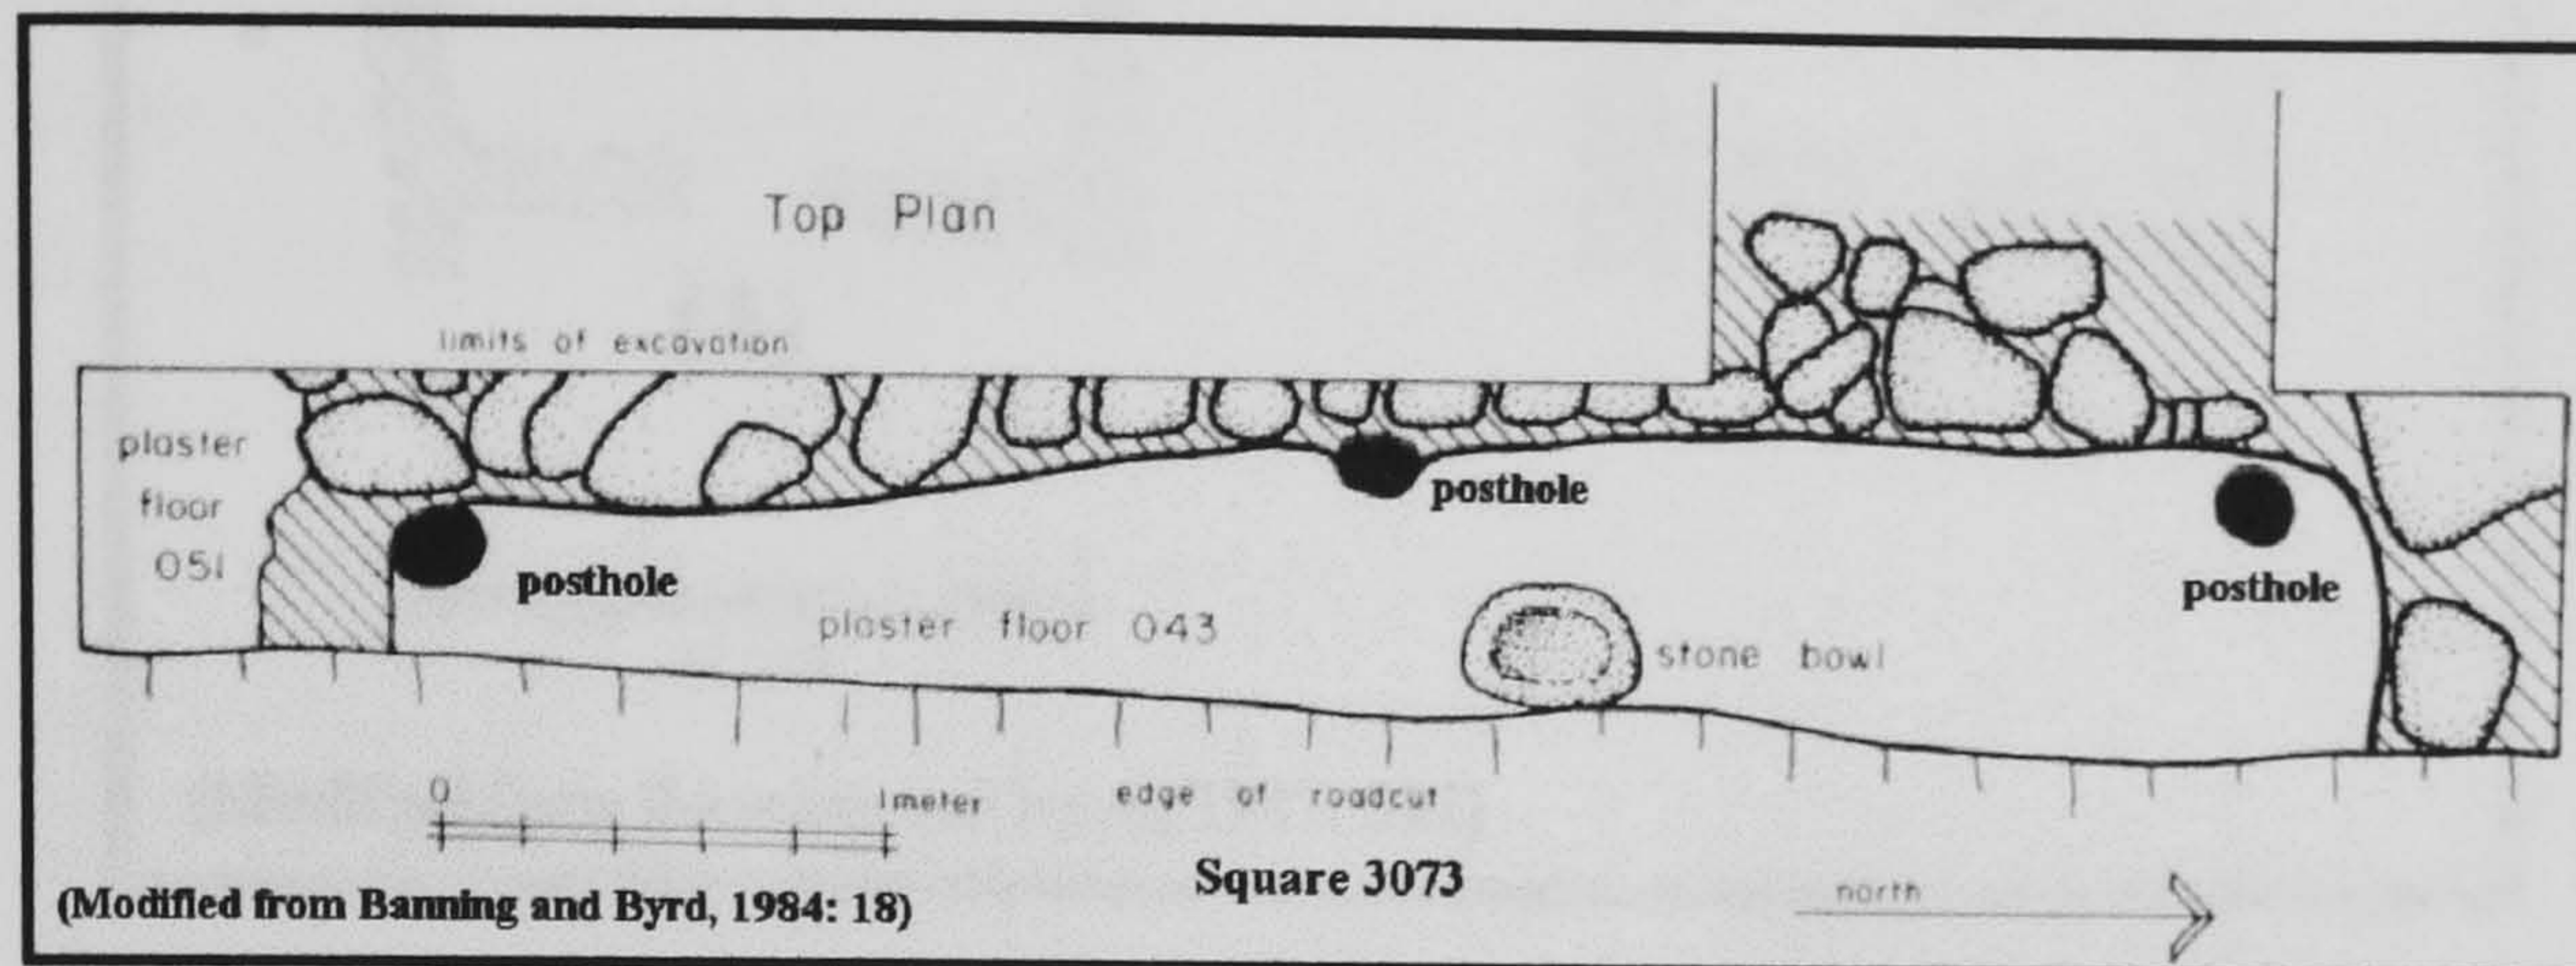 Top Plan
limits of excavation
plaster
floor
051
posthole
posthole
posthole
plaster floor 043
stone bowl
0
1meter
edge of roadcut
Square 3073
north
(Modified from Banning and Byrd, 1984: 18)